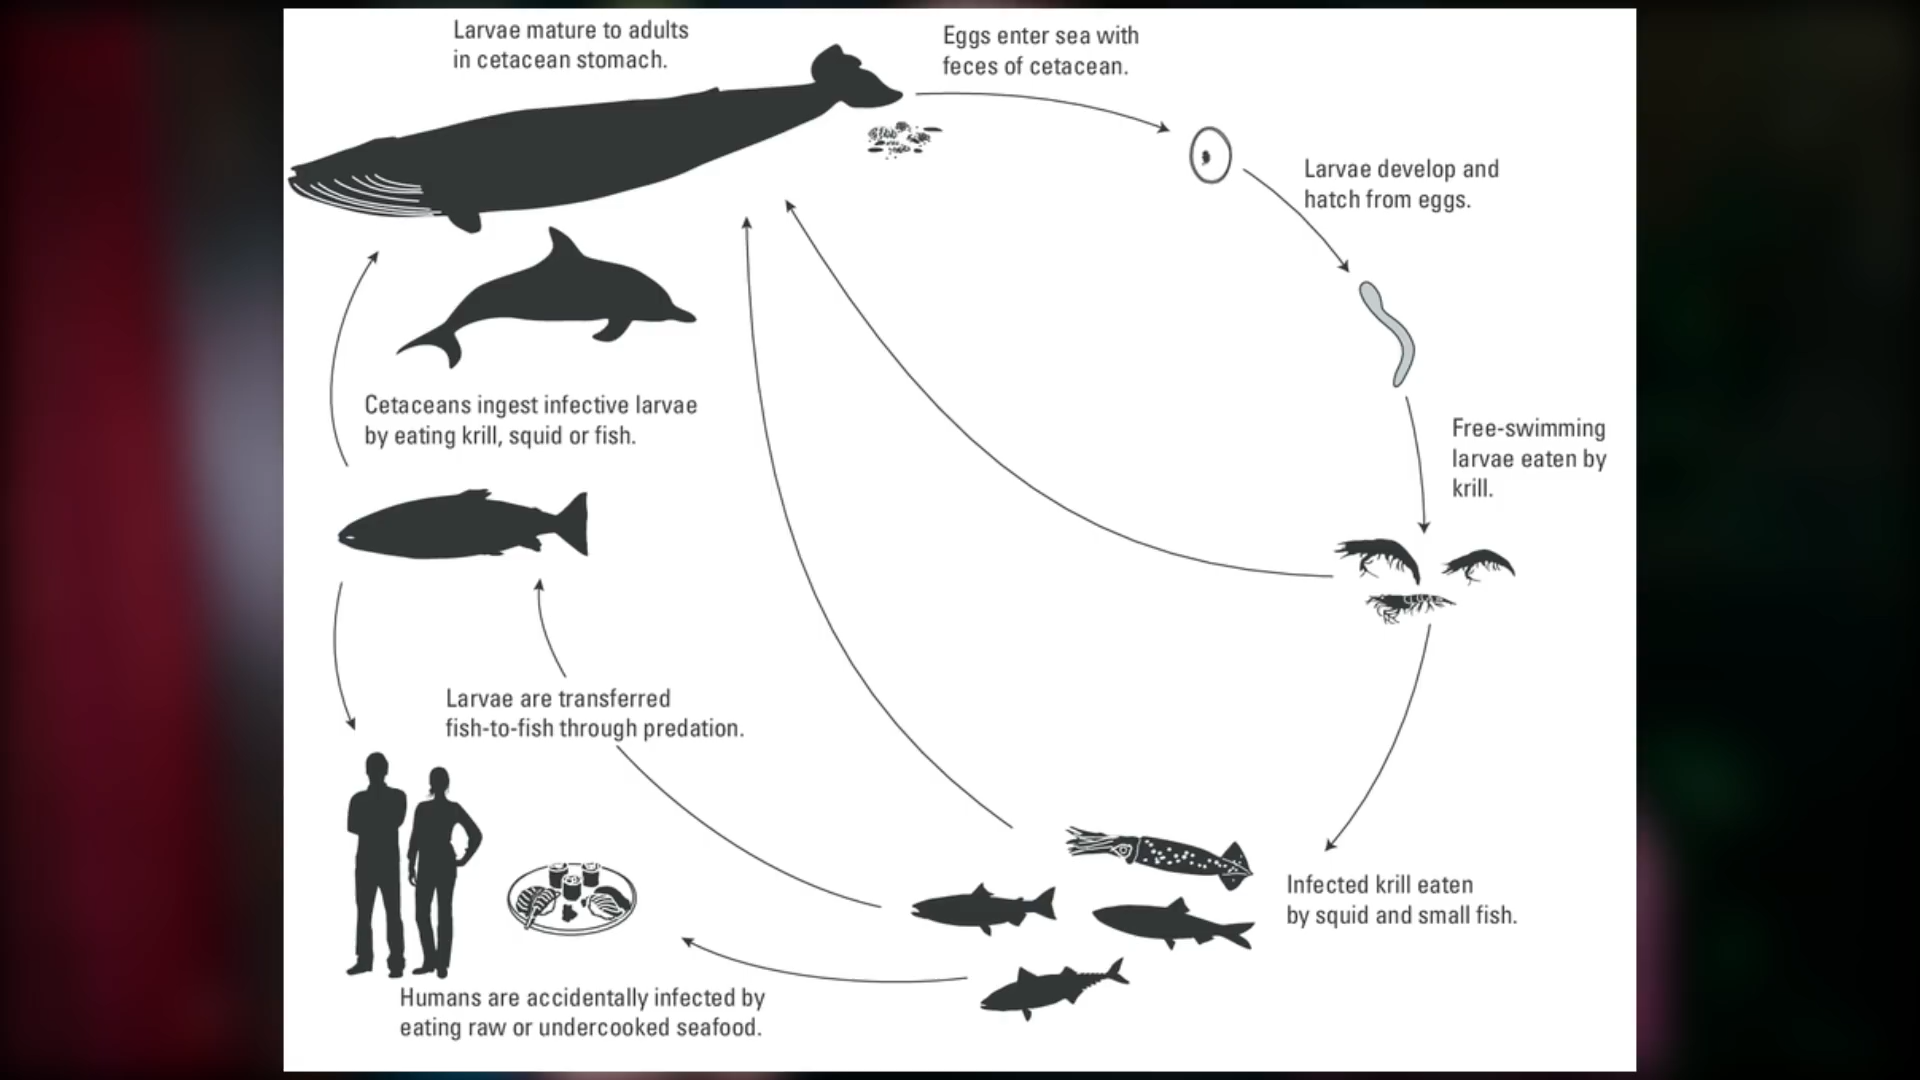 Larvae mature to adults
in cetacean stomach.
Eggs enter sea with
feces of cetacean.
Larvae develop and
hatch from eggs.
Free-swimming
larvae eaten by
krill.
Infected krill eaten
by squid and small fish.
Cetaceans ingest infective larvae
by eating krill, squid or fish.
Larvae are transferred
fish-to-fish through predation.
Humans are accidentally infected by
eating raw or undercooked seafood.